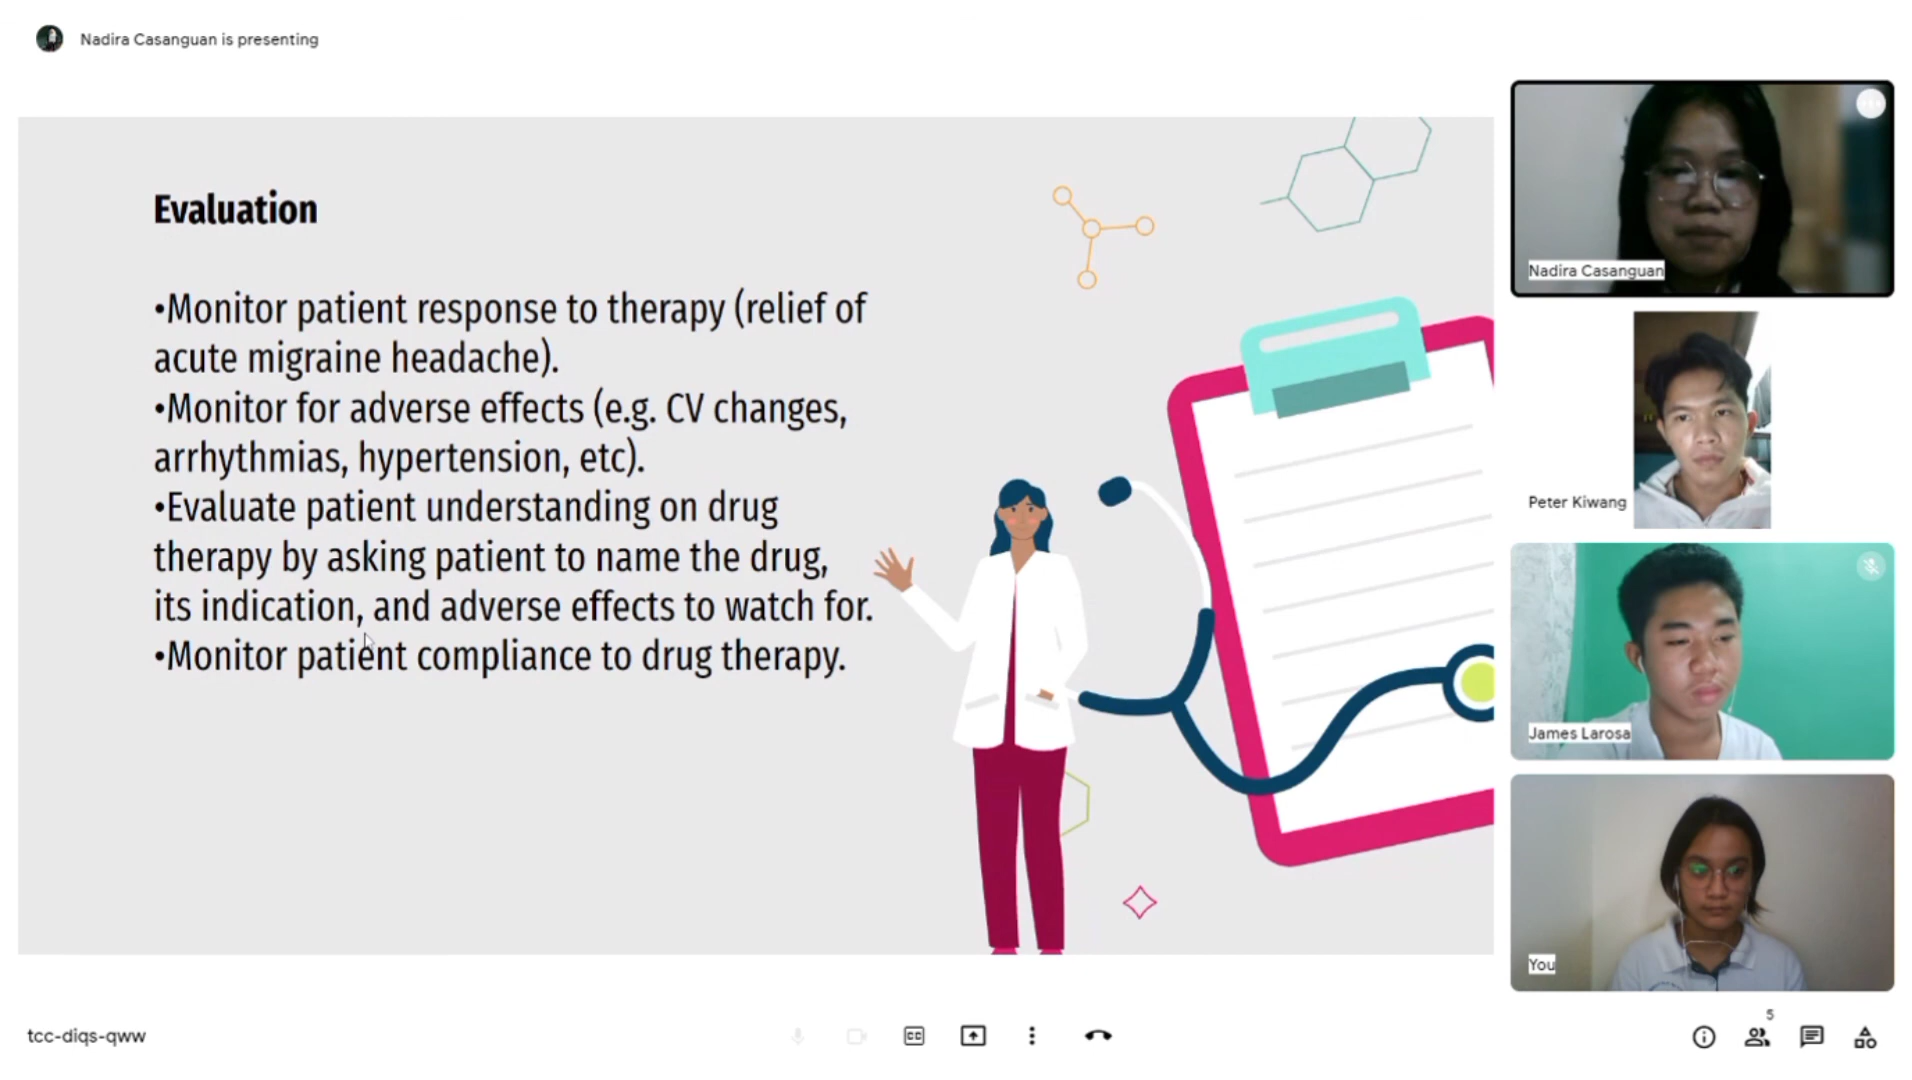 Nadira Casanguan is presenting
Evaluation
•Monitor patient response to therapy (relief of
acute migraine headache).
•Monitor for adverse effects (e.g. CV changes,
arrhythmias, hypertension, etc).
•Evaluate patient understanding on drug
therapy by asking patient to name the drug,
its indication, and adverse effects to watch for.
•Monitor patient compliance to drug therapy.
Nadira Casanguan
Peter Kiwang
James Larosa
You
tcc-diqs-qww
CC
5